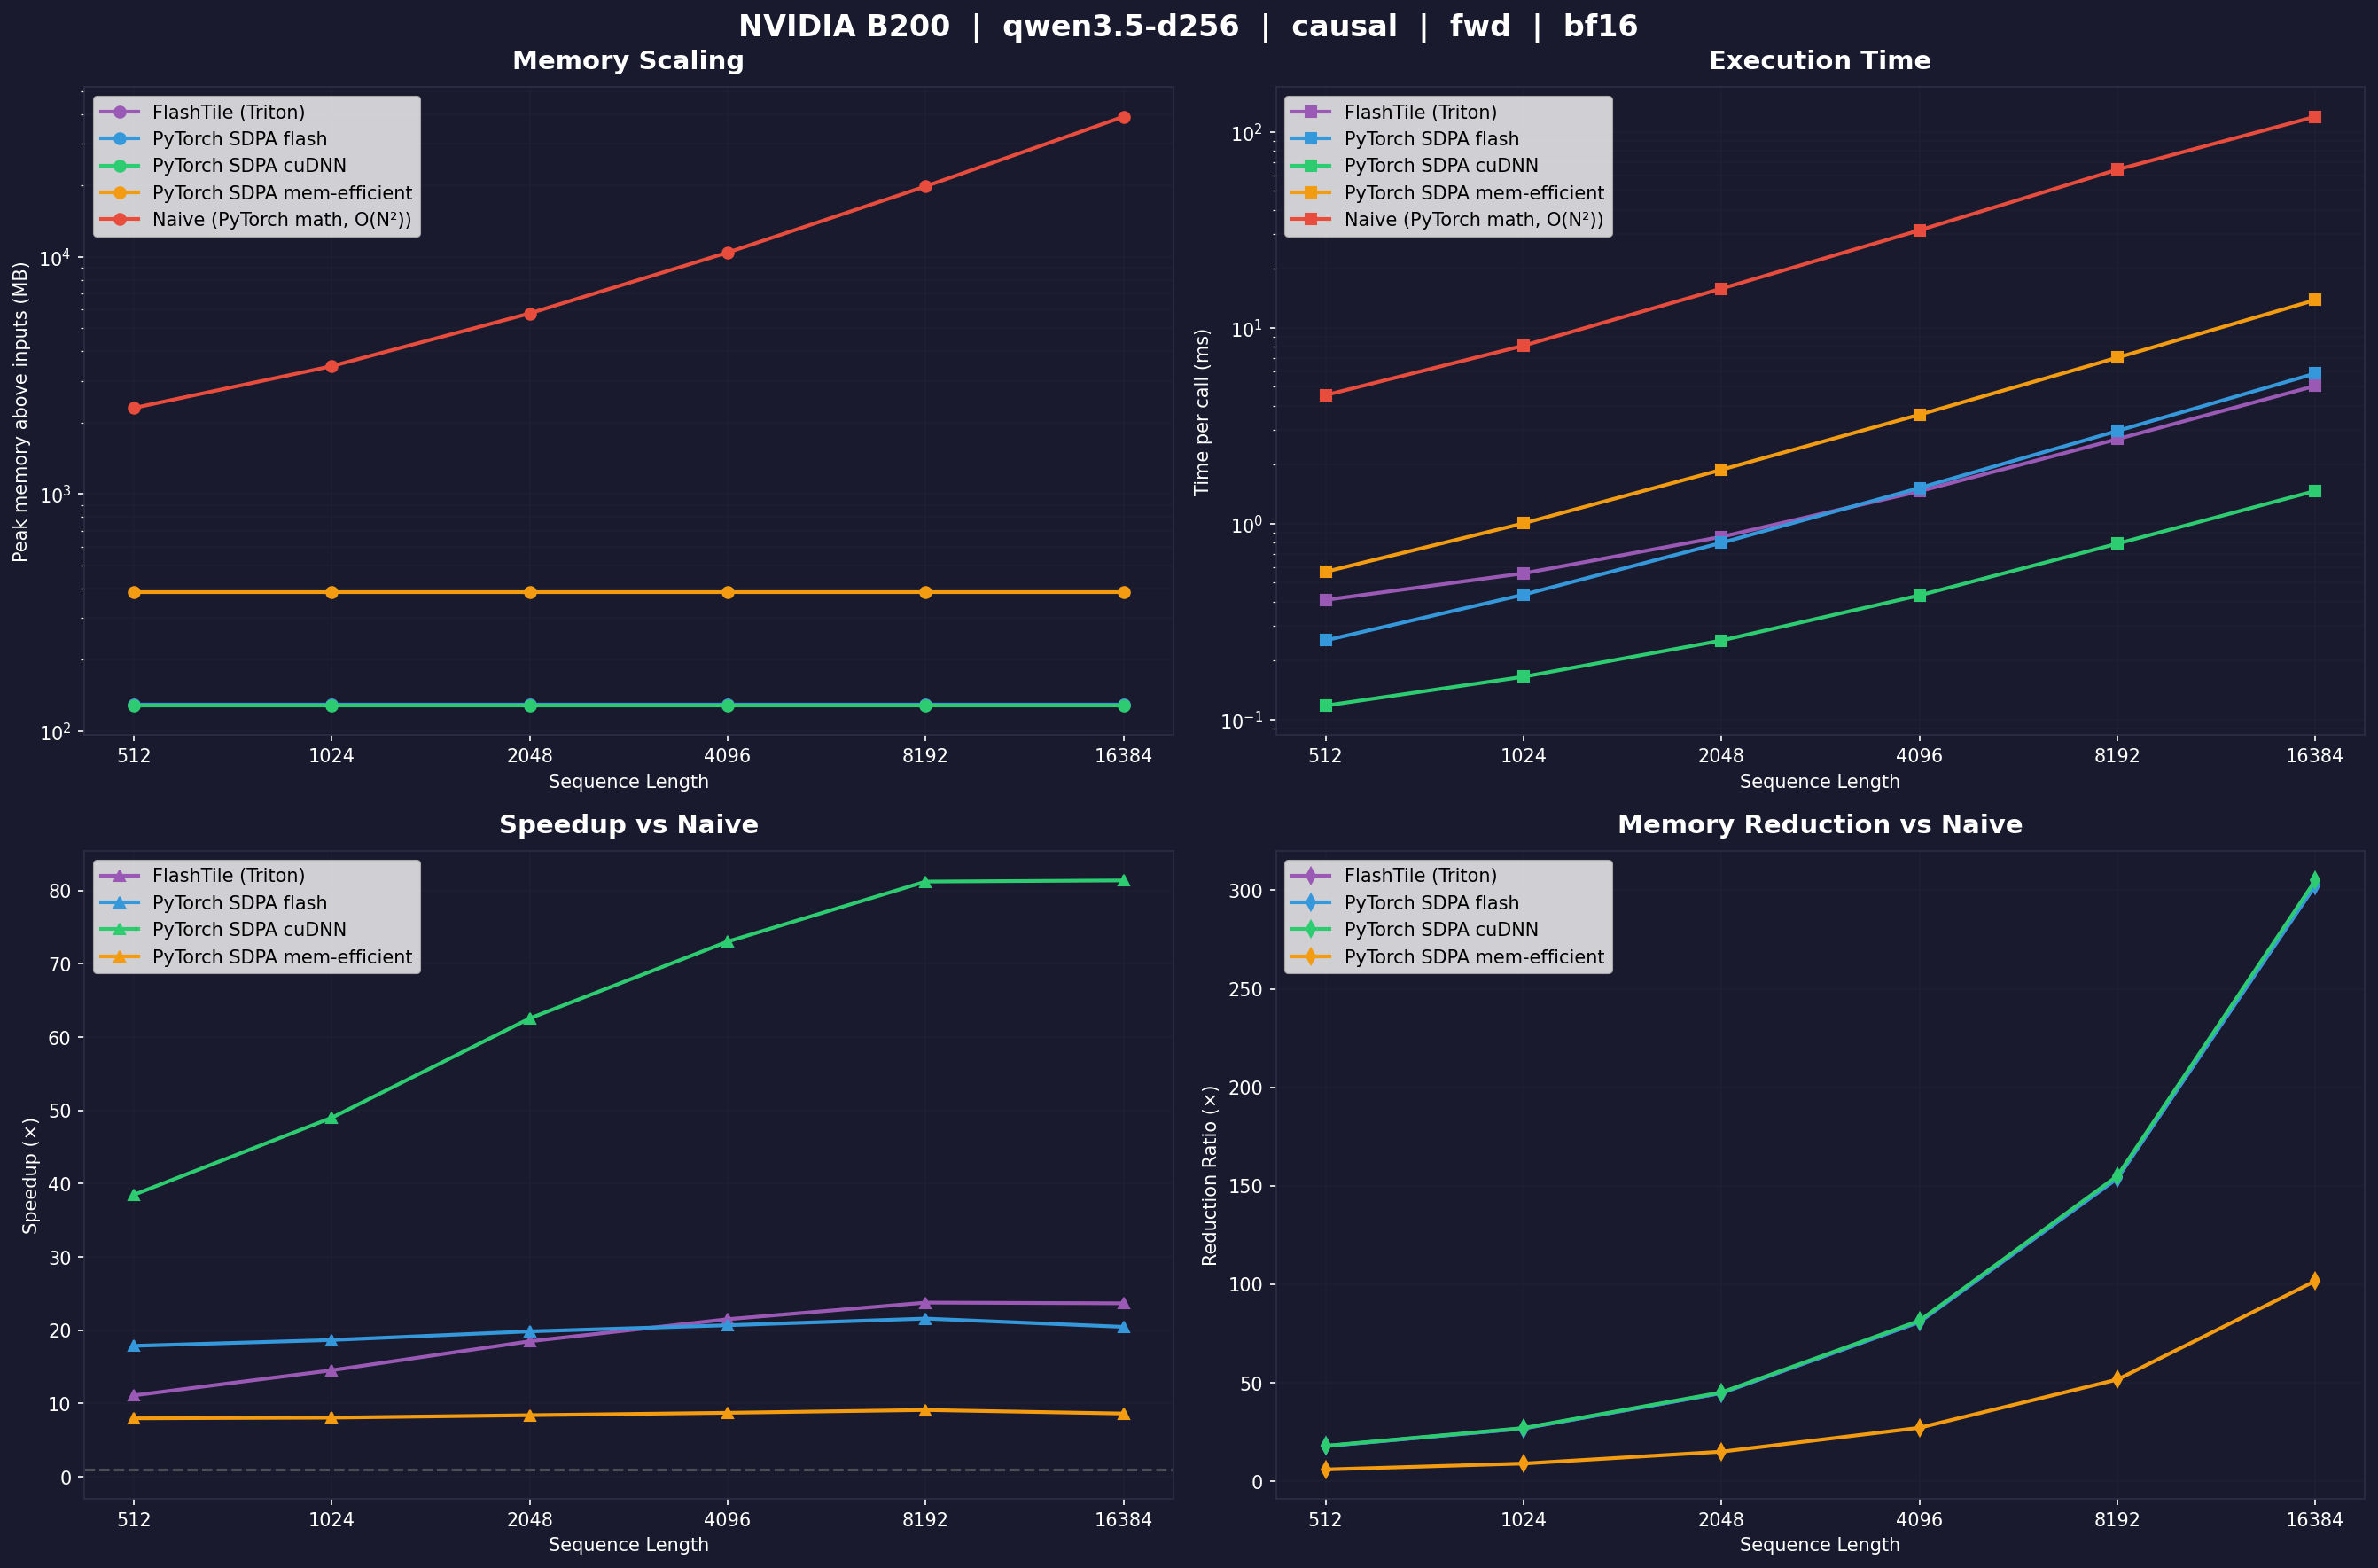 NVIDIA B200 | qwen3.5-d256 | causal | fwd | bf16
Memory Scaling
FlashTile (Triton)
PyTorch SDPA flash
PyTorch SDPA cuDNN
PyTorch SDPA mem-efficient
Naive (PyTorch math, O(N²))
Peak memory above inputs (MB)
10⁴
10³
10²
512 1024 2048 4096 8192 16384
Sequence Length
Execution Time
FlashTile (Triton)
PyTorch SDPA flash
PyTorch SDPA cuDNN
PyTorch SDPA mem-efficient
Naive (PyTorch math, O(N²))
Time per call (ms)
10²
10¹
10⁰
10⁻¹
512 1024 2048 4096 8192 16384
Sequence Length
Speedup vs Naive
FlashTile (Triton)
PyTorch SDPA flash
PyTorch SDPA cuDNN
PyTorch SDPA mem-efficient
Speedup (×)
80
70
60
50
40
30
20
10
0
512 1024 2048 4096 8192 16384
Sequence Length
Memory Reduction vs Naive
FlashTile (Triton)
PyTorch SDPA flash
PyTorch SDPA cuDNN
PyTorch SDPA mem-efficient
Reduction Ratio (×)
300
250
200
150
100
50
0
512 1024 2048 4096 8192 16384
Sequence Length